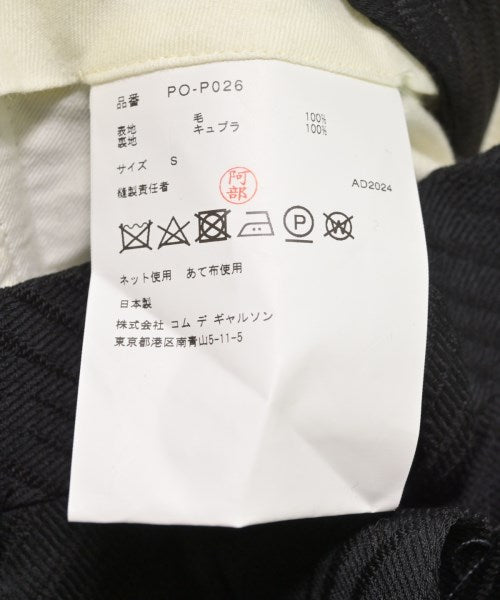 品番 PO-P026
表地 毛 100%
裏地 キュプラ 100%
サイズ S
縫製責任者 阿部 AD2024
P W
ネット使用 あて布使用
日本製
株式会社 コム デ ギャルソン
東京都港区南青山5-11-5